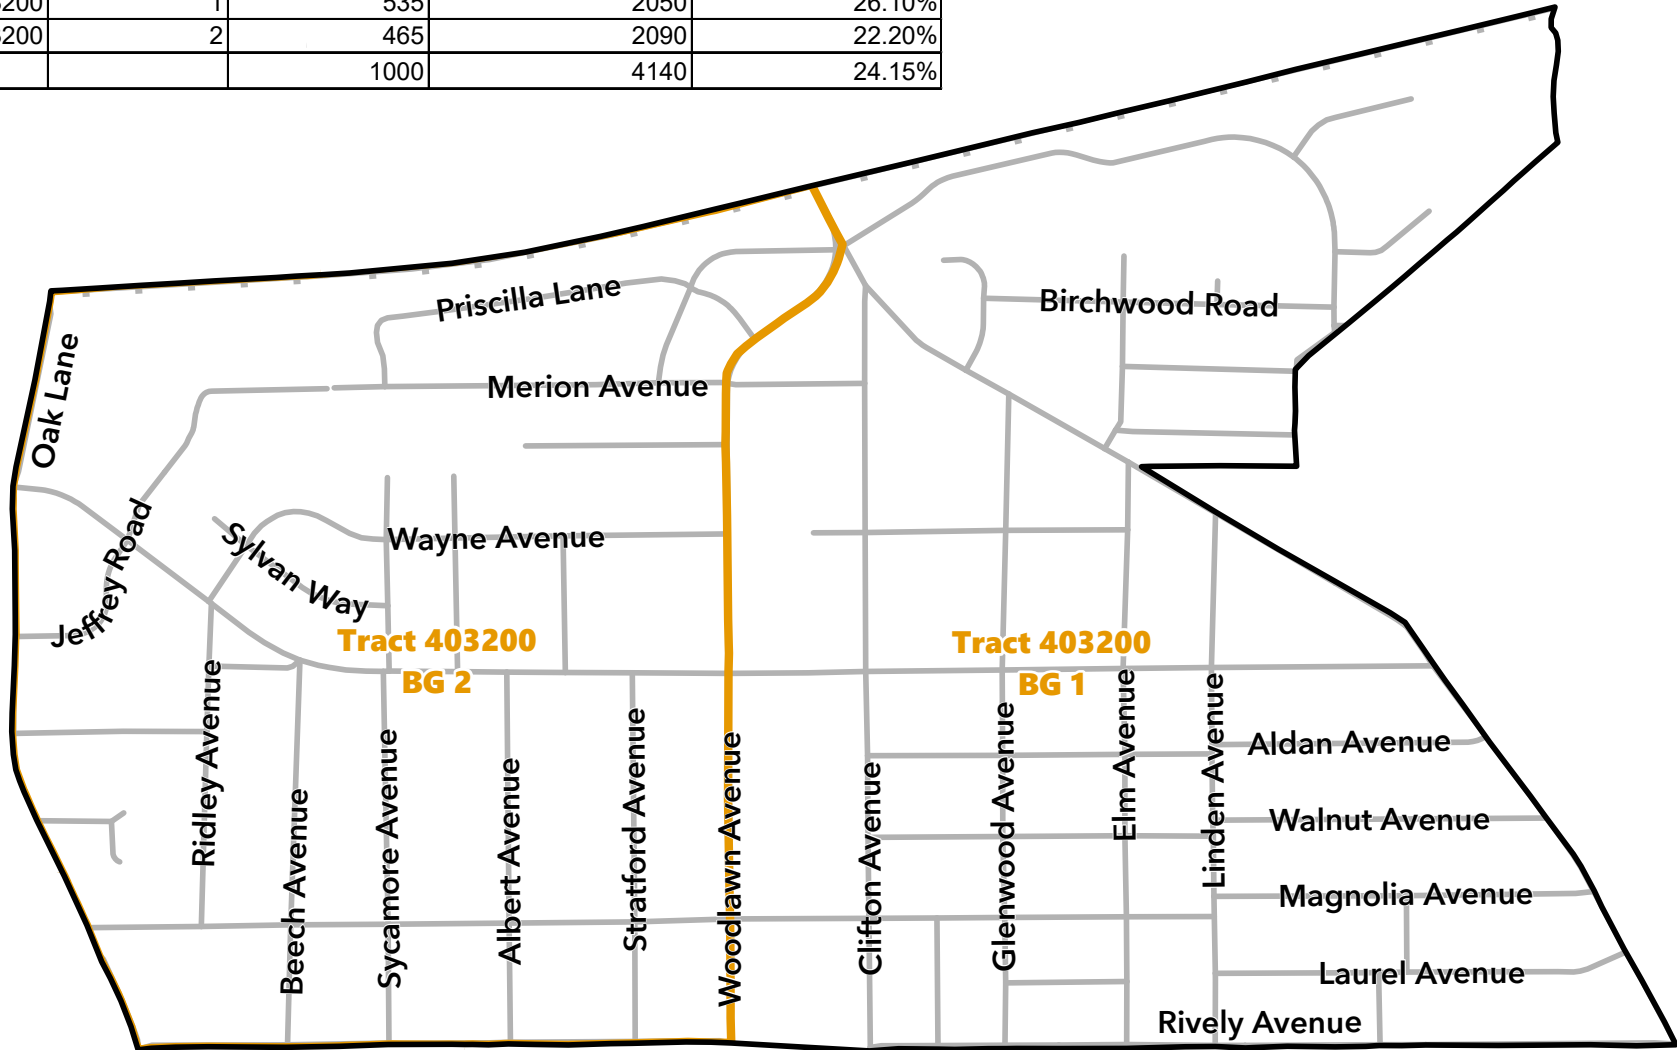 1 535 2050 26.10%
200 2 465 2090 22.20%
1000 4140 24.15%
Priscilla Lane
Birchwood Road
Oak Lane
Merion Avenue
Jeffrey Road
Sylvan Way
Wayne Avenue
Tract 403200
BG 2
Tract 403200
BG 1
Ridley Avenue
Beech Avenue
Sycamore Avenue
Albert Avenue
Stratford Avenue
Woodlawn Avenue
Clifton Avenue
Glenwood Avenue
Elm Avenue
Linden Avenue
Aldan Avenue
Walnut Avenue
Magnolia Avenue
Laurel Avenue
Rively Avenue